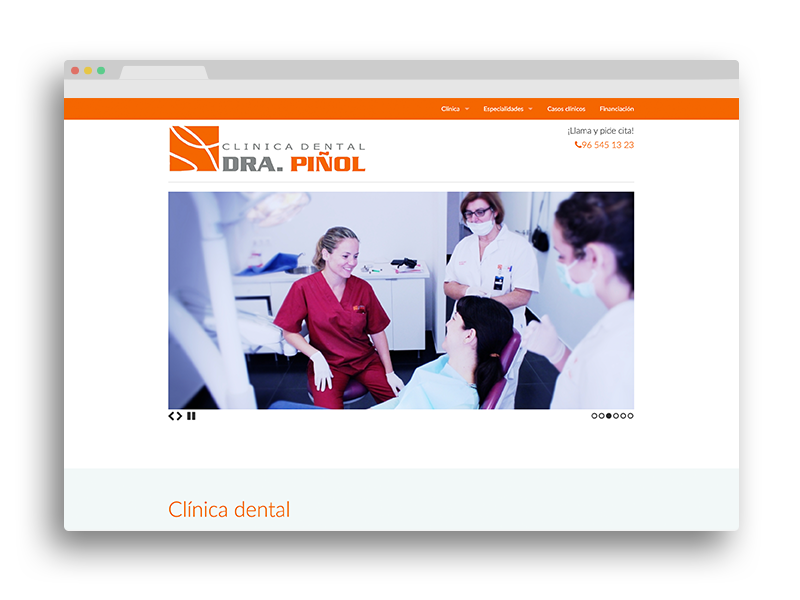 Clínica Especialidades Casos clínicos Financiación
¡Llama y pide cita!
96 545 13 23
CLINICA DENTAL
DRA. PIÑOL
Clínica dental